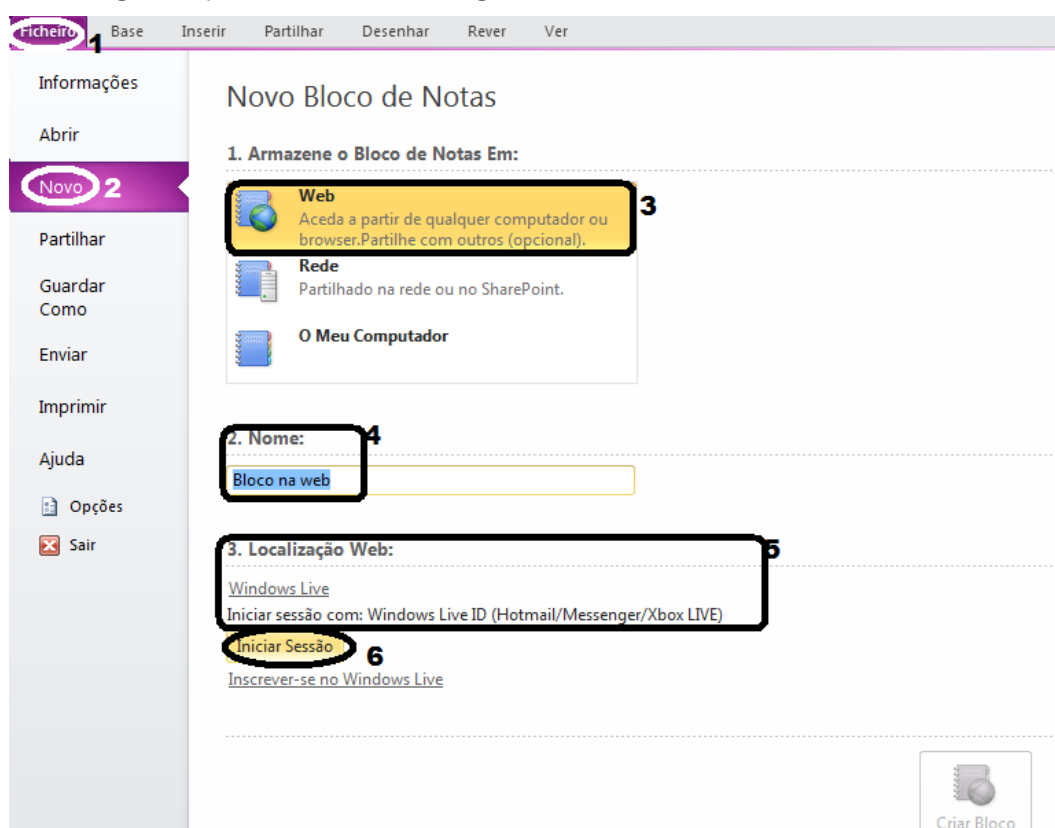 Ficheiro 1 Base Inserir Partilhar Desenhar Rever Ver
Informações
Abrir
Novo 2
Partilhar
Guardar
Como
Enviar
Imprimir
Ajuda
Opções
Sair
Novo Bloco de Notas
1. Armazene o Bloco de Notas Em:
Web
Aceda a partir de qualquer computador ou
browser.Partilhe com outros (opcional).
3
Rede
Partilhado na rede ou no SharePoint.
O Meu Computador
2. Nome: 4
Bloco na web
3. Localização Web: 5
Windows Live
Iniciar sessão com: Windows Live ID (Hotmail/Messenger/Xbox LIVE)
Iniciar Sessão 6
Inscrever-se no Windows Live
Criar Bloco